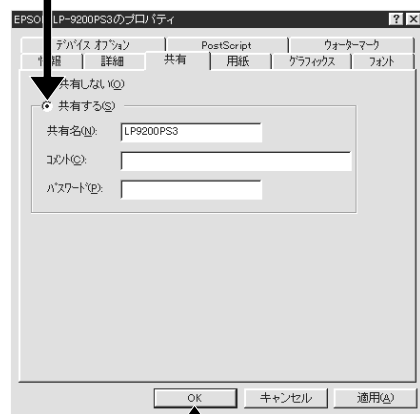 EPSON LP-9200PS3のプロパティ
デバイス オプション PostScript ウォーターマーク
情報 詳細 共有 用紙 グラフィックス フォント
共有しない(O)
共有する(S)
共有名(N): LP9200PS3
コメント(C):
パスワード(P):
OK キャンセル 適用(A)